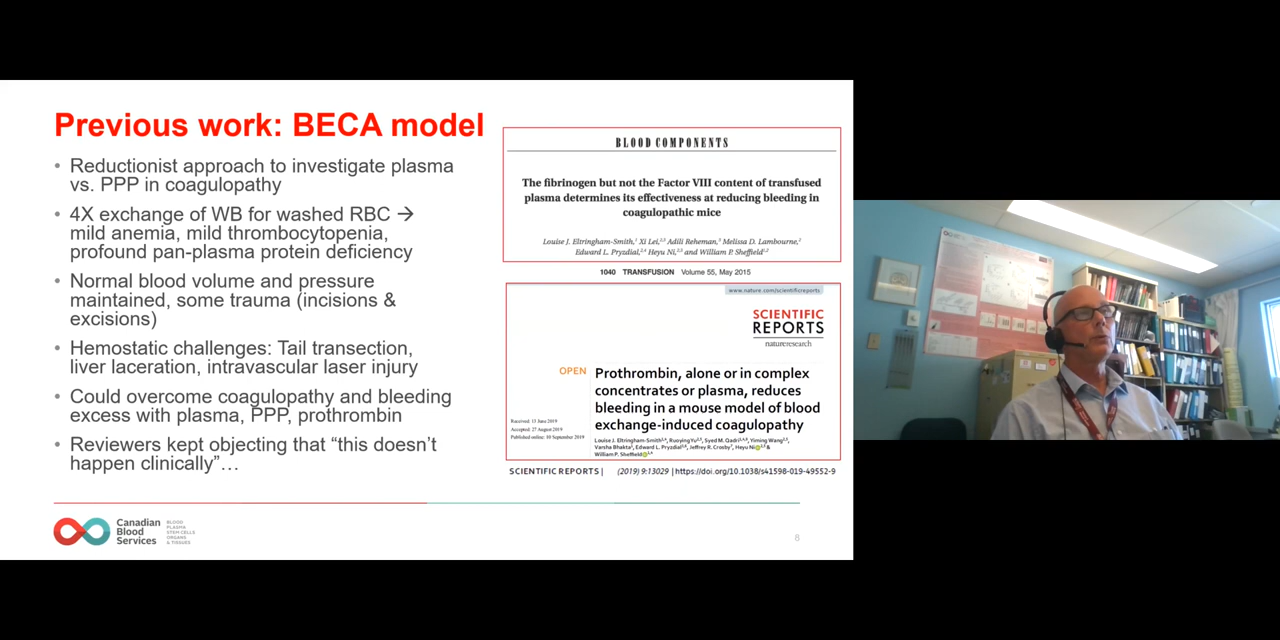 Previous work: BECA model
• Reductionist approach to investigate plasma
vs. PPP in coagulopathy
• 4X exchange of WB for washed RBC →
mild anemia, mild thrombocytopenia,
profound pan-plasma protein deficiency
• Normal blood volume and pressure
maintained, some trauma (incisions &
excisions)
• Hemostatic challenges: Tail transection,
liver laceration, intravascular laser injury
• Could overcome coagulopathy and bleeding
excess with plasma, PPP, prothrombin
• Reviewers kept objecting that “this doesn’t
happen clinically”…
BLOOD COMPONENTS
The fibrinogen but not the Factor VIII content of transfused
plasma determines its effectiveness at reducing bleeding in
coagulopathic mice
Louise J. Eltringham-Smith, Xi Lei, Adili Reheman, Melissa D. Lambourne,
Edward L. Pryzdial, Heyu Ni, and William P. Sheffield
1040 TRANSFUSION Volume 55, May 2015
www.nature.com/scientificreports
SCIENTIFIC
REPORTS
natureresearch
OPEN
Prothrombin, alone or in complex
concentrates or plasma, reduces
bleeding in a mouse model of blood
exchange-induced coagulopathy
Received: 13 June 2019
Accepted: 27 August 2019
Published online: 10 September 2019
Louise J. Eltringham-Smith, Ruoying Yu, Syed M. Qadri, Yiming Wang,
Varsha Bhakta, Edward L. Pryzdial, Jeffrey R. Crosby, Heyu Ni &
William P. Sheffield
SCIENTIFIC REPORTS | (2019) 9:13029 | https://doi.org/10.1038/s41598-019-49552-9
Canadian
Blood
Services
BLOOD
PLASMA
STEM CELLS
ORGANS
& TISSUES
8